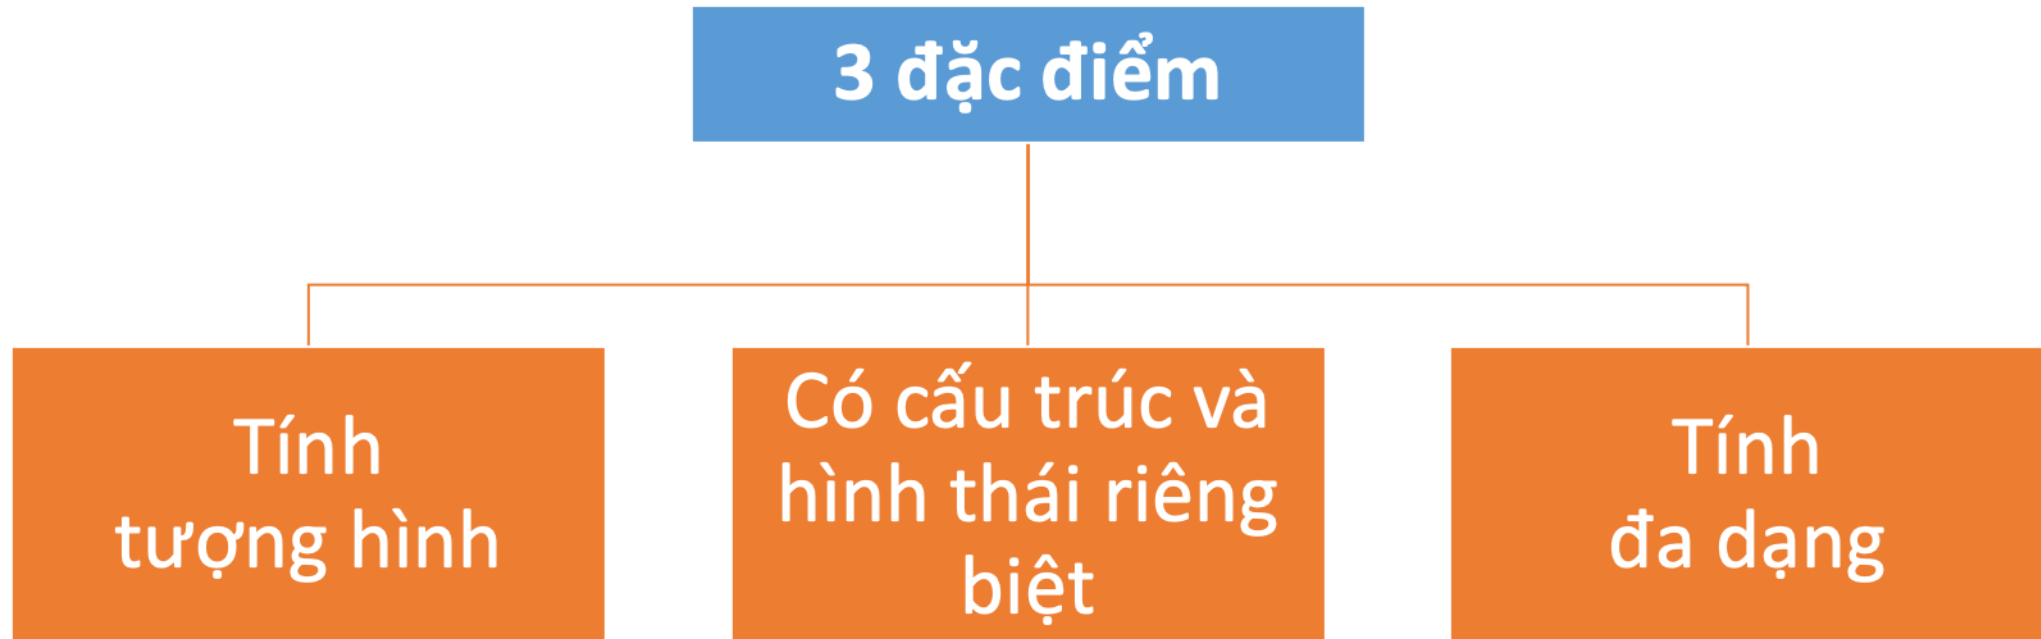 3 đặc điểm
Tính
tượng hình
Có cấu trúc và
hình thái riêng
biệt
Tính
đa dạng